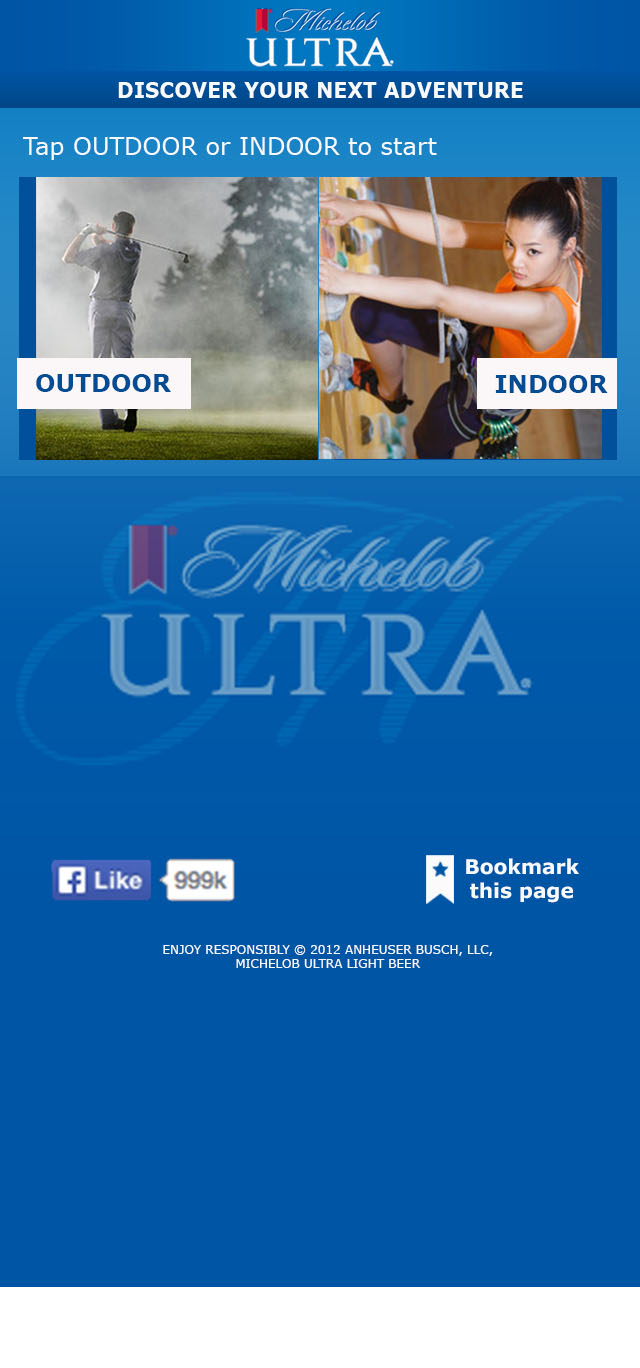 Michelob
ULTRA
DISCOVER YOUR NEXT ADVENTURE
Tap OUTDOOR or INDOOR to start
OUTDOOR
INDOOR
Michelob
ULTRA®
Like
999k
Bookmark
this page
ENJOY RESPONSIBLY © 2012 ANHEUSER BUSCH, LLC,
MICHELOB ULTRA LIGHT BEER